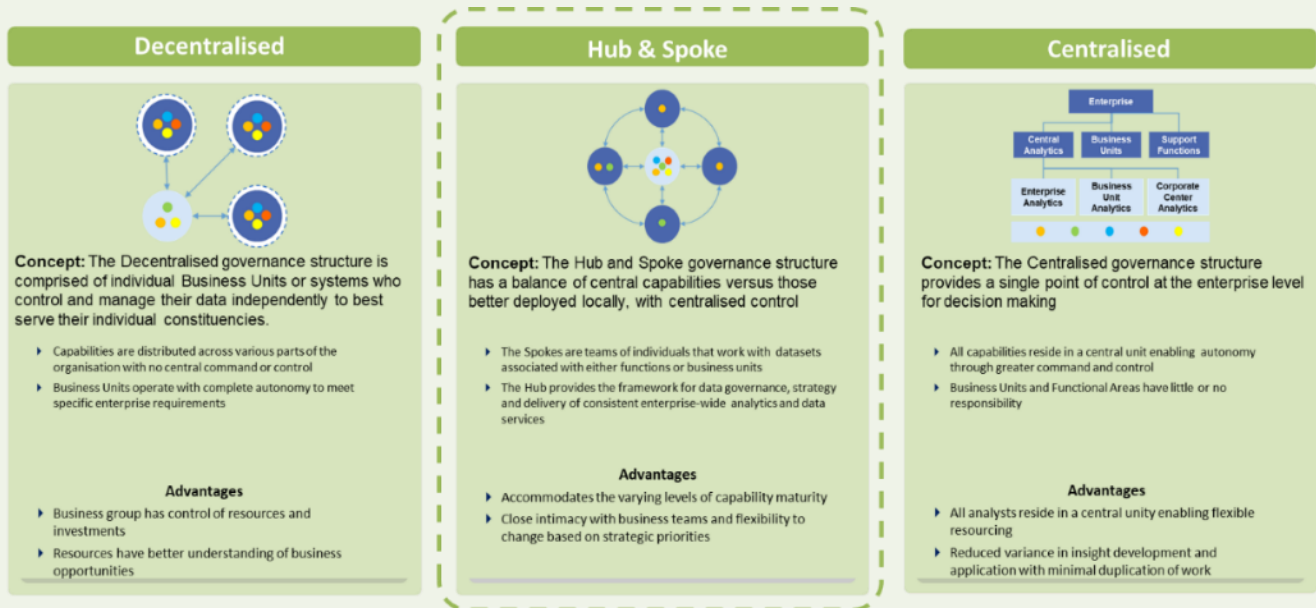 Decentralised
Concept: The Decentralised governance structure is
comprised of individual Business Units or systems who
control and manage their data independently to best
serve their individual constituencies.
Capabilities are distributed across various parts of the
organisation with no central command or control
Business Units operate with complete autonomy to meet
specific enterprise requirements
Advantages
Business group has control of resources and
investments
Resources have better understanding of business
opportunities
Hub & Spoke
Concept: The Hub and Spoke governance structure
has a balance of central capabilities versus those
better deployed locally, with centralised control
The Spokes are teams of individuals that work with datasets
associated with either functions or business units
The Hub provides the framework for data governance, strategy
and delivery of consistent enterprise-wide analytics and data
services
Advantages
Accommodates the varying levels of capability maturity
Close intimacy with business teams and flexibility to
change based on strategic priorities
Centralised
Enterprise
Central
Analytics
Business
Units
Support
Functions
Enterprise
Analytics
Business
Unit
Analytics
Corporate
Center
Analytics
Concept: The Centralised governance structure
provides a single point of control at the enterprise level
for decision making
All capabilities reside in a central unit enabling autonomy
through greater command and control
Business Units and Functional Areas have little or no
responsibility
Advantages
All analysts reside in a central unity enabling flexible
resourcing
Reduced variance in insight development and
application with minimal duplication of work